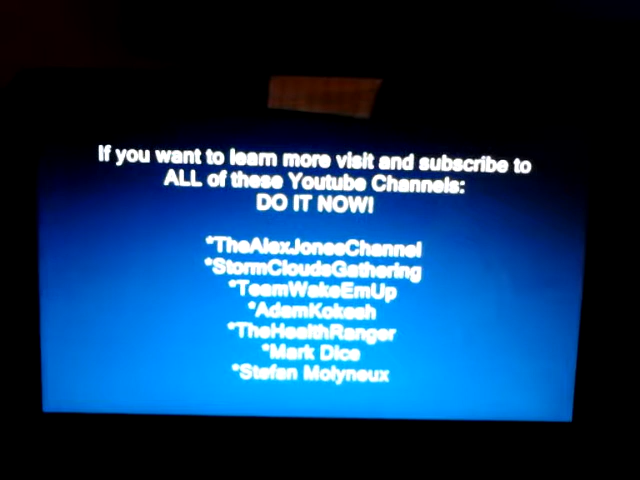 If you want to learn more visit and subscribe to
ALL of these Youtube Channels:
DO IT NOW!
*TheAlexJonesChannel
*StormCloudsGathering
*TeamWakeEmUp
*AdamKokesh
*TheHealthRanger
*Mark Dice
*Stefan Molyneux